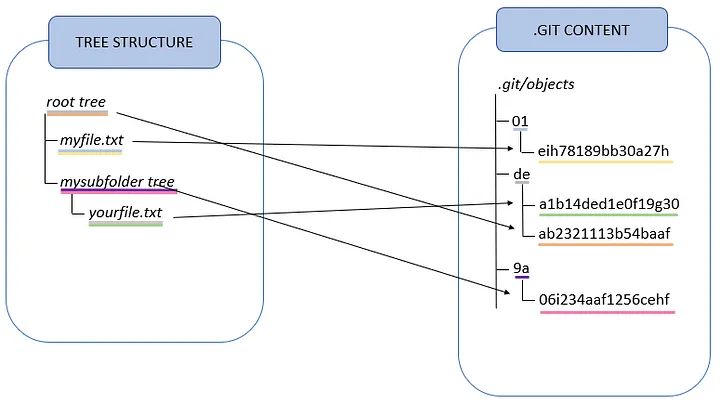 TREE STRUCTURE
root tree
myfile.txt
mysubfolder tree
yourfile.txt
.GIT CONTENT
.git/objects
01
eih78189bb30a27h
de
a1b14ded1e0f19g30
ab2321113b54baaf
9a
06i234aaf1256cehf